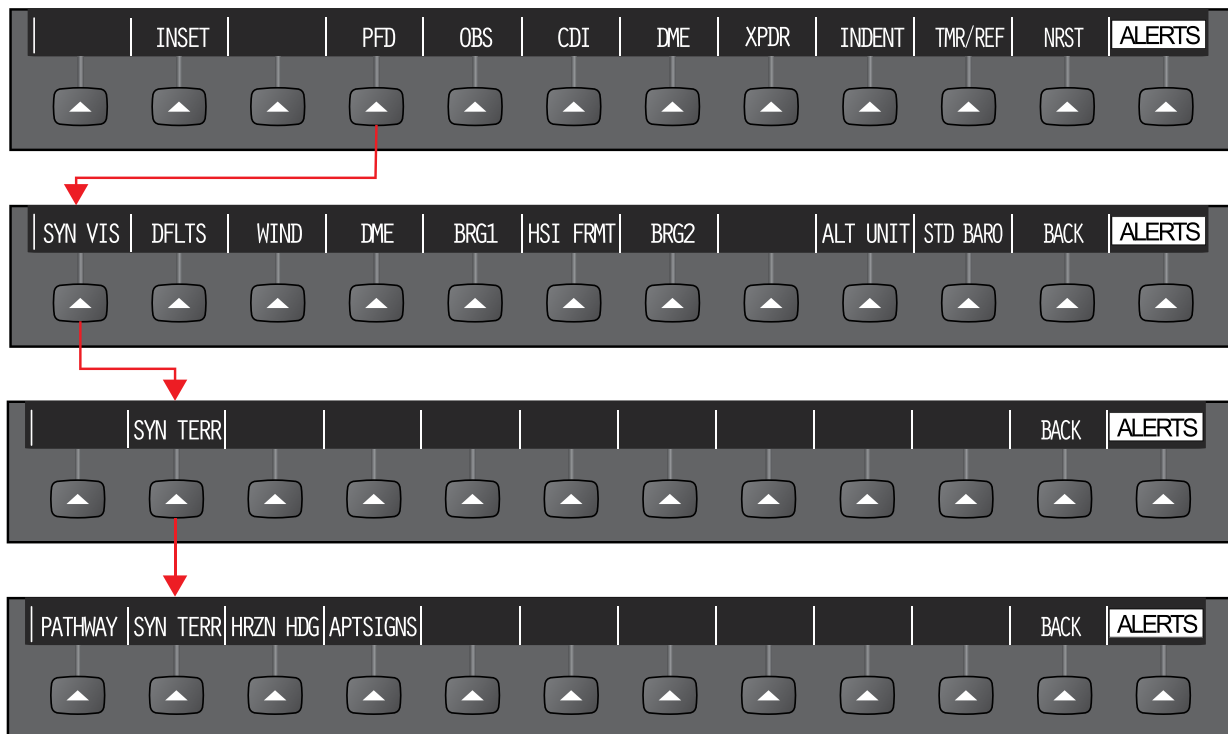 INSET PFD OBS CDI DME XPDR INDENT TMR/REF NRST ALERTS
SYN VIS DFLTS WIND DME BRG1 HSI FRMT BRG2 ALT UNIT STD BARO BACK ALERTS
SYN TERR BACK ALERTS
PATHWAY SYN TERR HRZN HDG APTSIGNS BACK ALERTS